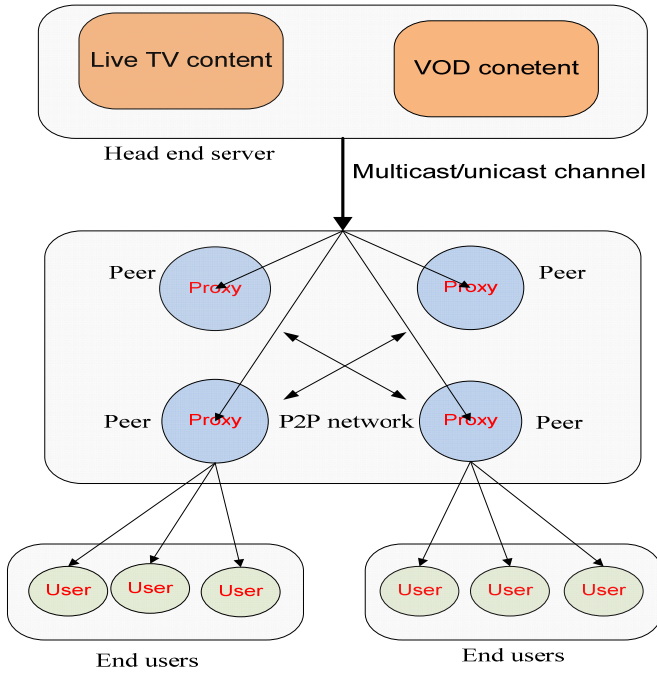 Live TV content
VOD conetent
Head end server
Multicast/unicast channel
Peer
Proxy
Proxy
Peer
Peer
Proxy
P2P network
Proxy
Peer
User
User
User
User
User
User
End users
End users